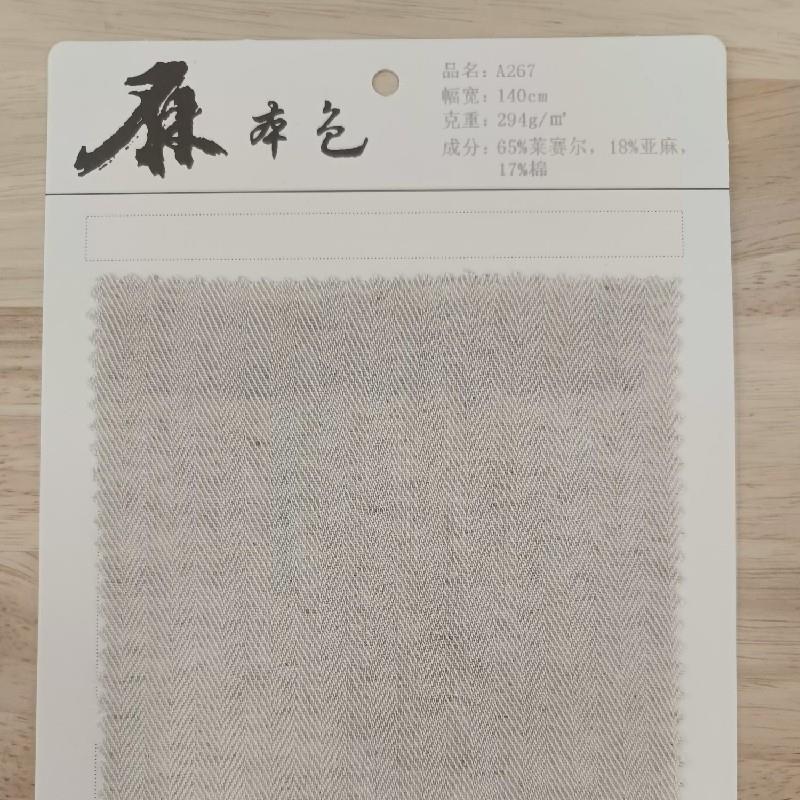 麻本色
品名：A267
幅宽：140cm
克重：294g/㎡
成分：65%莱赛尔，18%亚麻，
17%棉